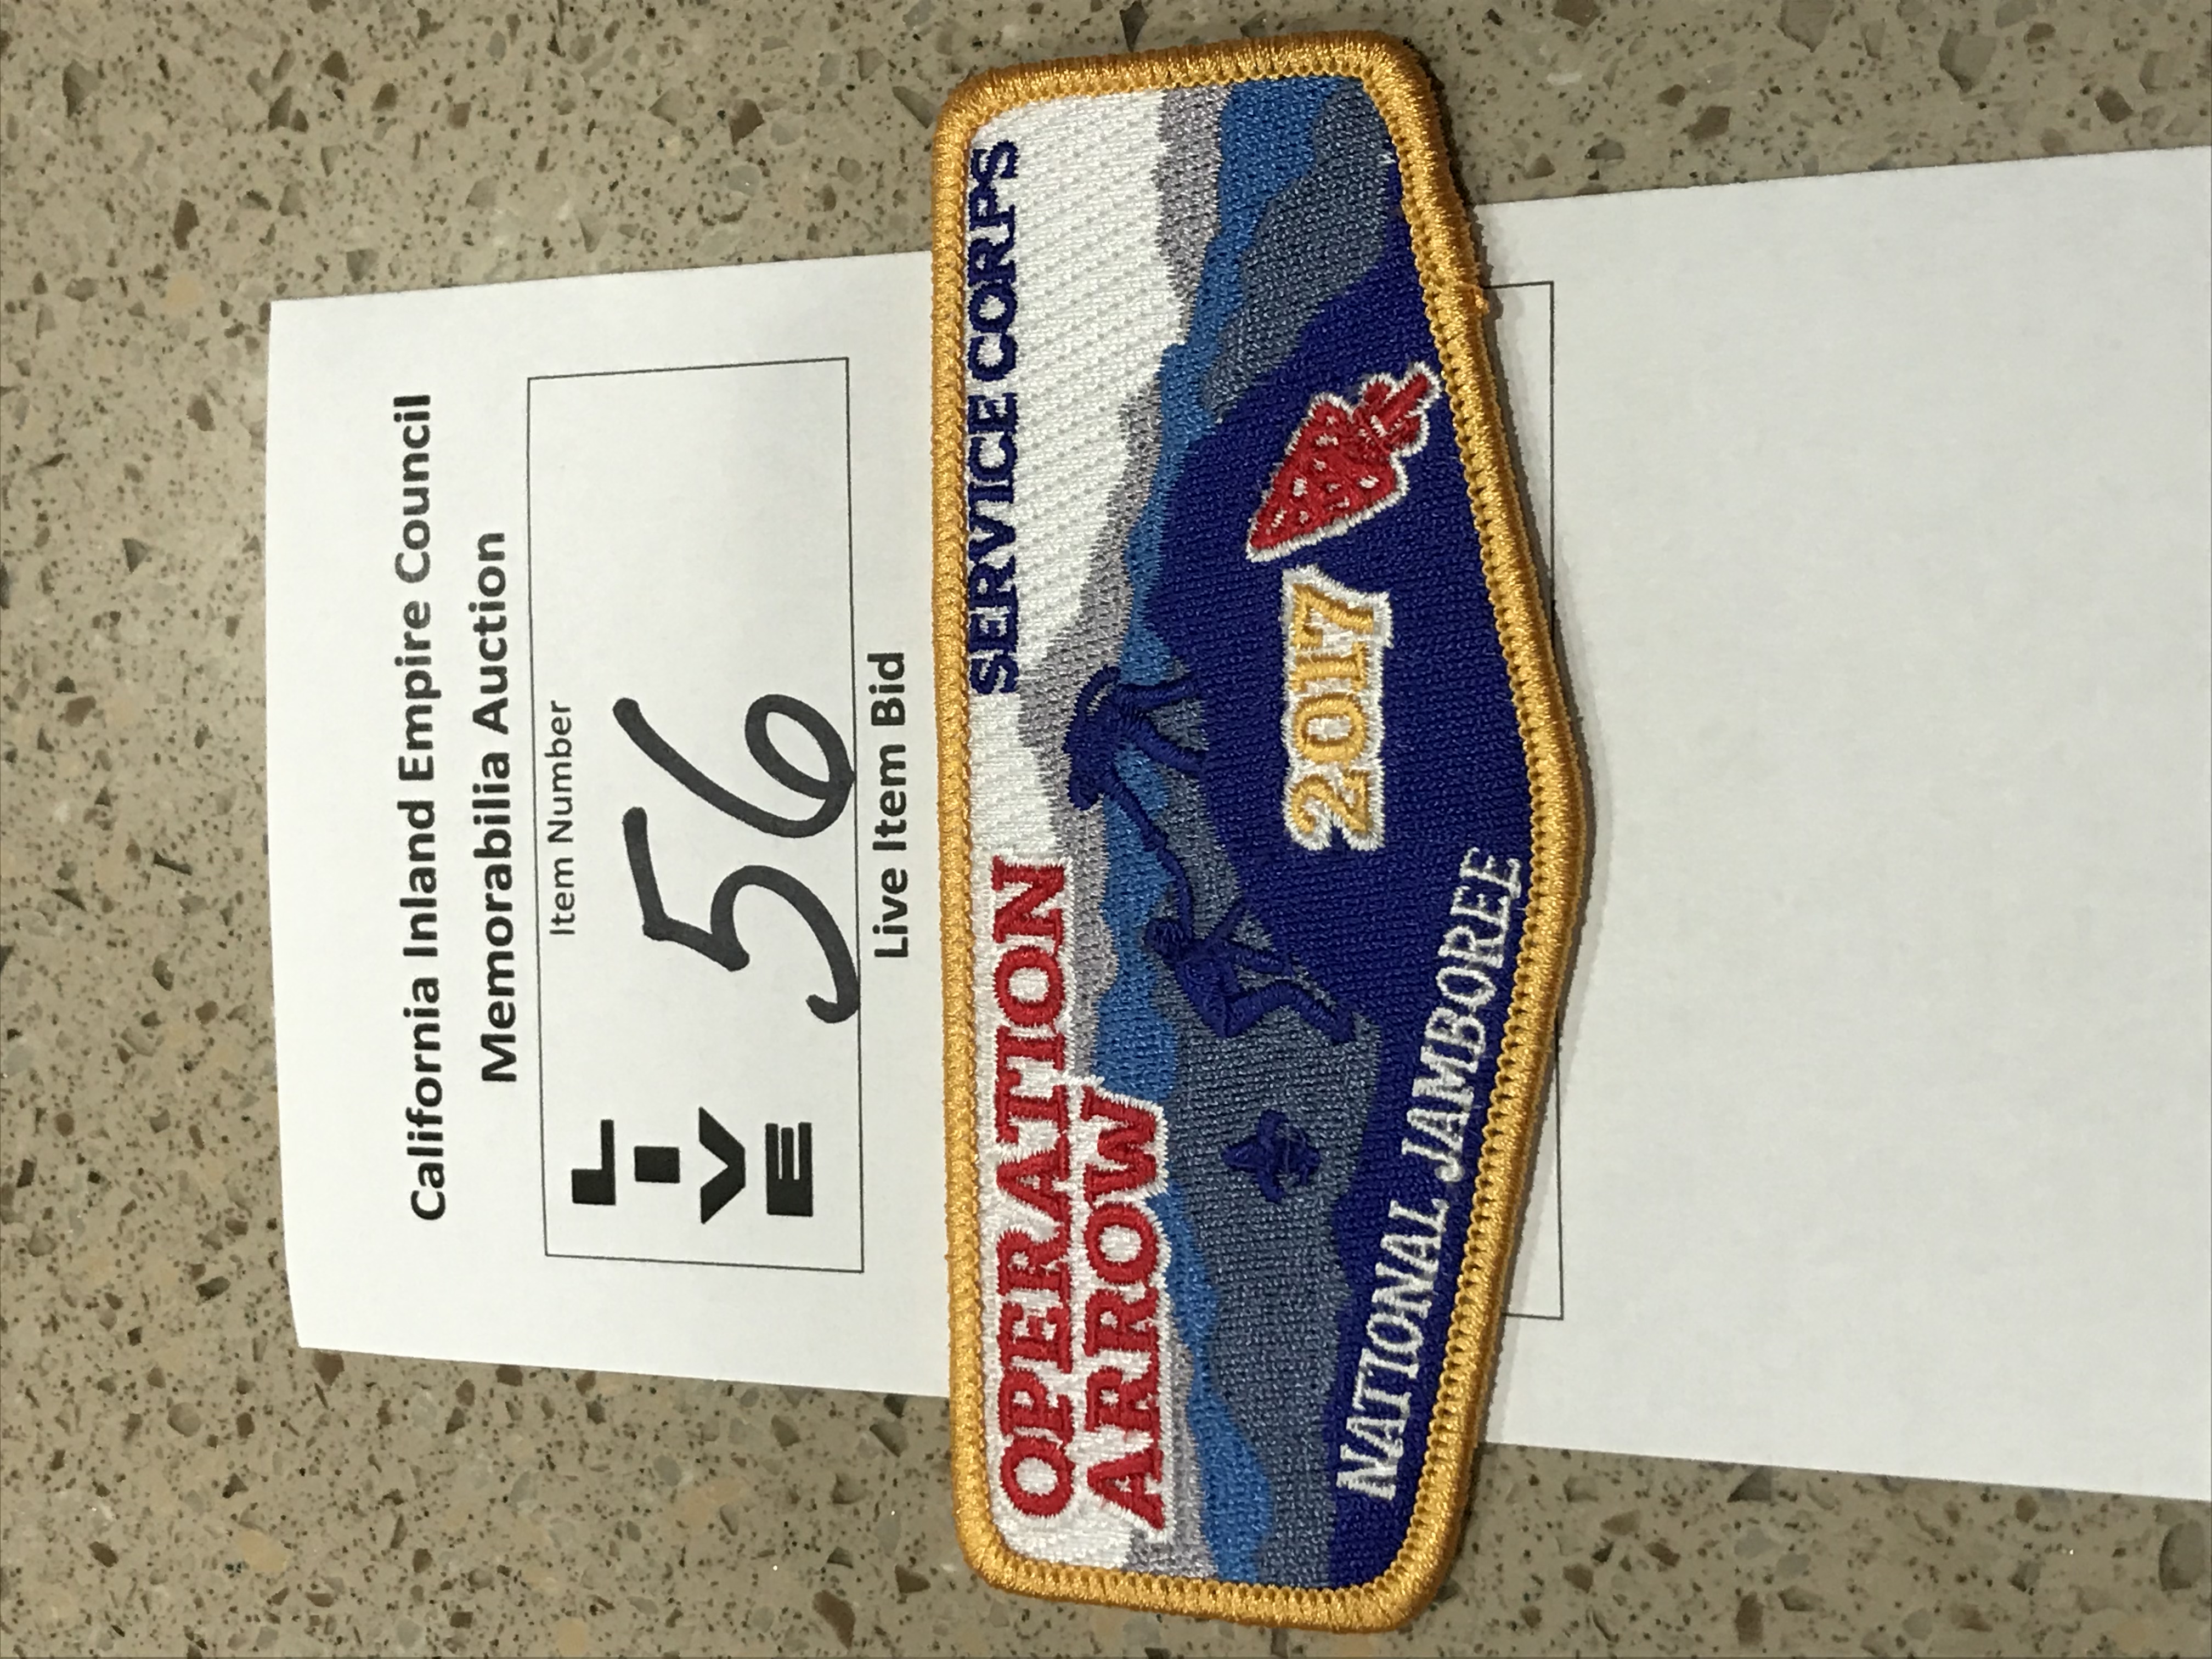 California Inland Empire Council
Memorabilia Auction
Item Number
LIVE
56
Live Item Bid
OPERATION
ARROW
SERVICE CORPS
2017
NATIONAL JAMBOREE